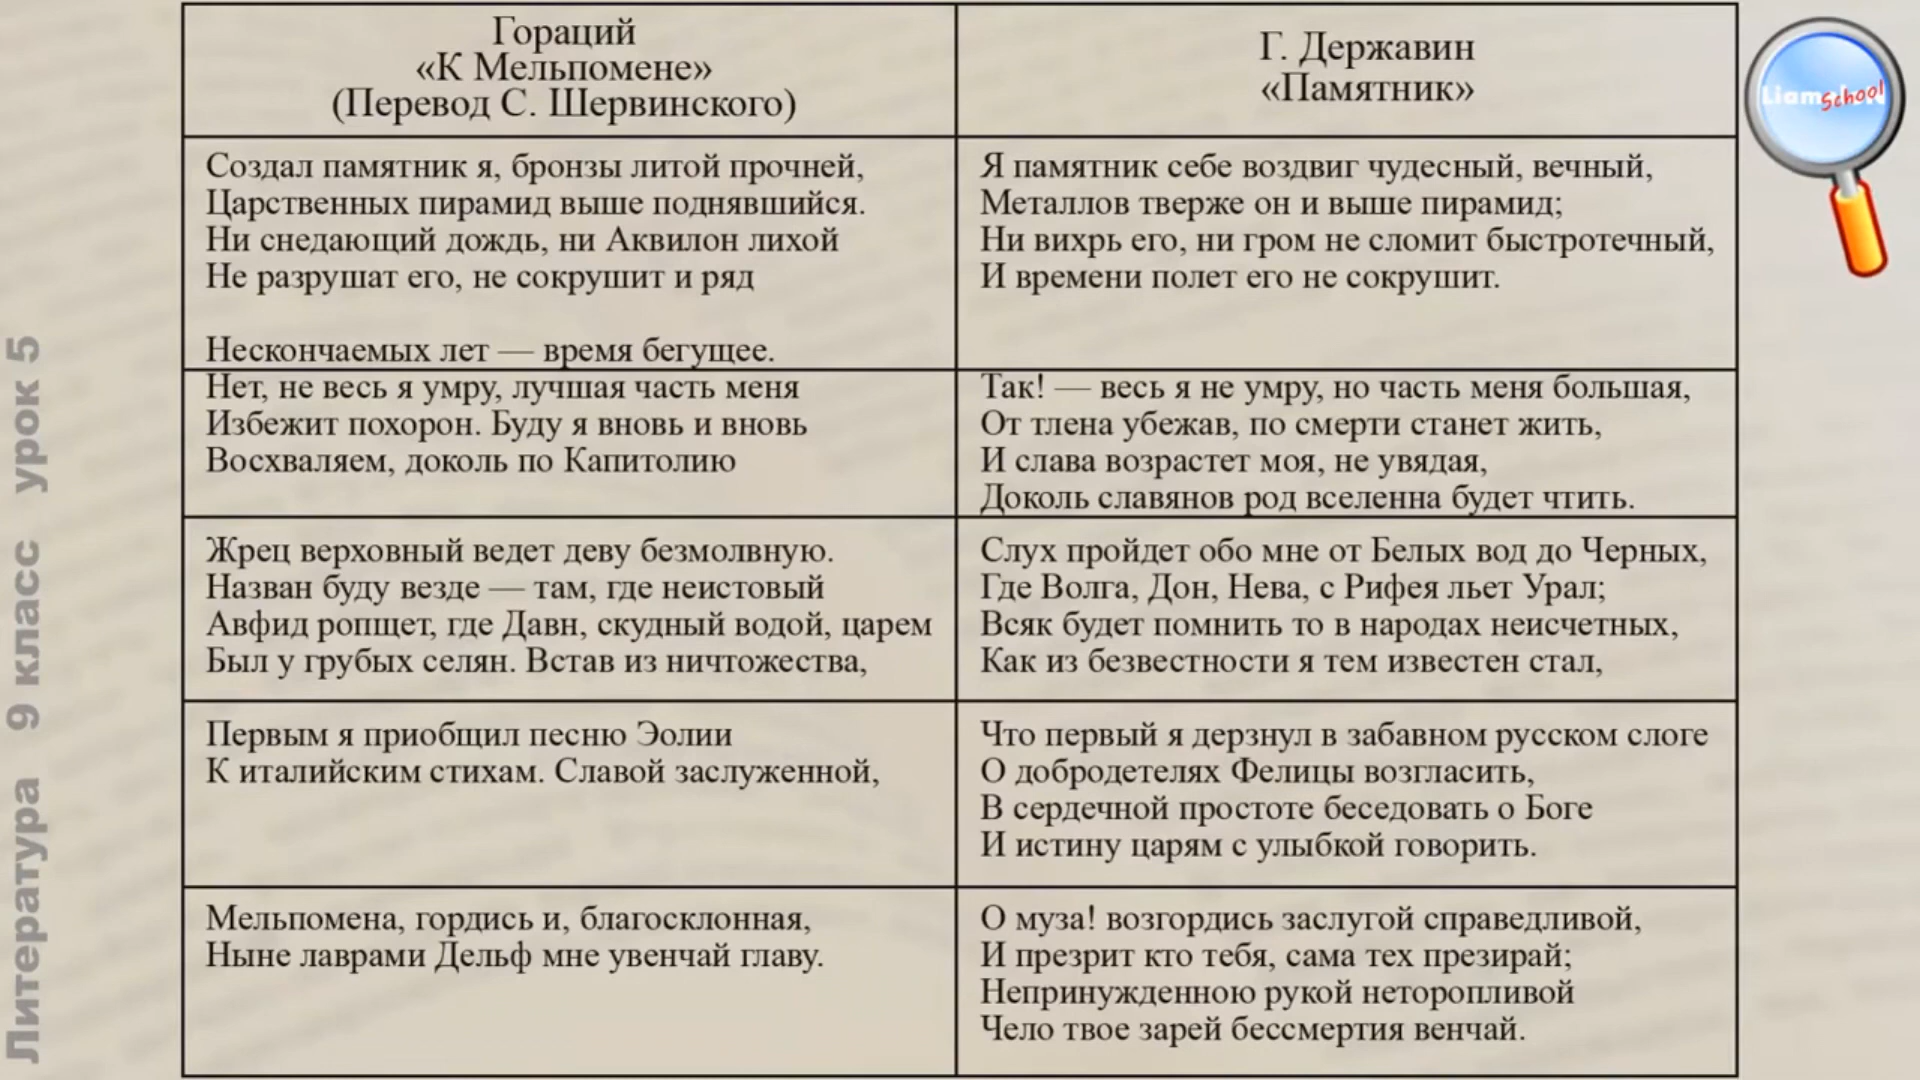 Гораций
«К Мельпомене»
(Перевод С. Шервинского)
Г. Державин
«Памятник»
Создал памятник я, бронзы литой прочней,
Царственных пирамид выше поднявшийся.
Ни снедающий дождь, ни Аквилон лихой
Не разрушат его, не сокрушит и ряд
Нескончаемых лет — время бегущее.
Я памятник себе воздвиг чудесный, вечный,
Металлов тверже он и выше пирамид;
Ни вихрь его, ни гром не сломит быстротечный,
И времени полет его не сокрушит.
Нет, не весь я умру, лучшая часть меня
Избежит похорон. Буду я вновь и вновь
Восхваляем, доколь по Капитолию
Так! — весь я не умру, но часть меня большая,
От тлена убежав, по смерти станет жить,
И слава возрастет моя, не увядая,
Доколь славянов род вселенна будет чтить.
Жрец верховный ведет деву безмолвную.
Назван буду везде — там, где неистовый
Авфид ропщет, где Давн, скудный водой, царем
Был у грубых селян. Встав из ничтожества,
Слух пройдет обо мне от Белых вод до Черных,
Где Волга, Дон, Нева, с Рифея льет Урал;
Всяк будет помнить то в народах неисчетных,
Как из безвестности я тем известен стал,
Первым я приобщил песню Эолии
К италийским стихам. Славой заслуженной,
Что первый я дерзнул в забавном русском слоге
О добродетелях Фелицы возгласить,
В сердечной простоте беседовать о Боге
И истину царям с улыбкой говорить.
Мельпомена, гордись и, благосклонная,
Ныне лаврами Дельф мне увенчай главу.
О муза! возгордись заслугой справедливой,
И презрит кто тебя, сама тех презирай;
Непринужденною рукой неторопливой
Чело твое зарей бессмертия венчай.
Литература 9 класс урок 5
Liam School